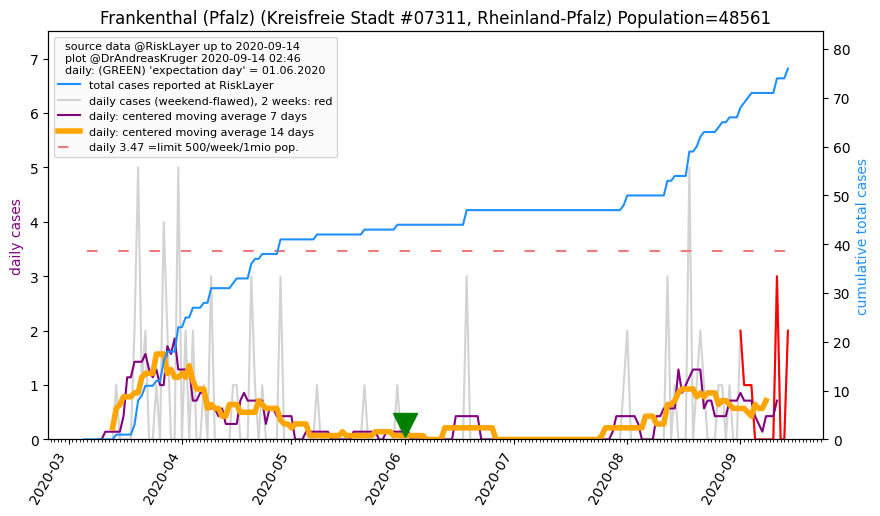 Frankenthal (Pfalz) (Kreisfreie Stadt #07311, Rheinland-Pfalz) Population=48561
source data @RiskLayer up to 2020-09-14
plot @DrAndreasKruger 2020-09-14 02:46
daily: (GREEN) 'expectation day' = 01.06.2020
total cases reported at RiskLayer
daily cases (weekend-flawed), 2 weeks: red
daily: centered moving average 7 days
daily: centered moving average 14 days
daily 3.47 =limit 500/week/1mio pop.
daily cases
7
6
5
4
3
2
1
0
cumulative total cases
80
70
60
50
40
30
20
10
0
2020-03
2020-04
2020-05
2020-06
2020-07
2020-08
2020-09